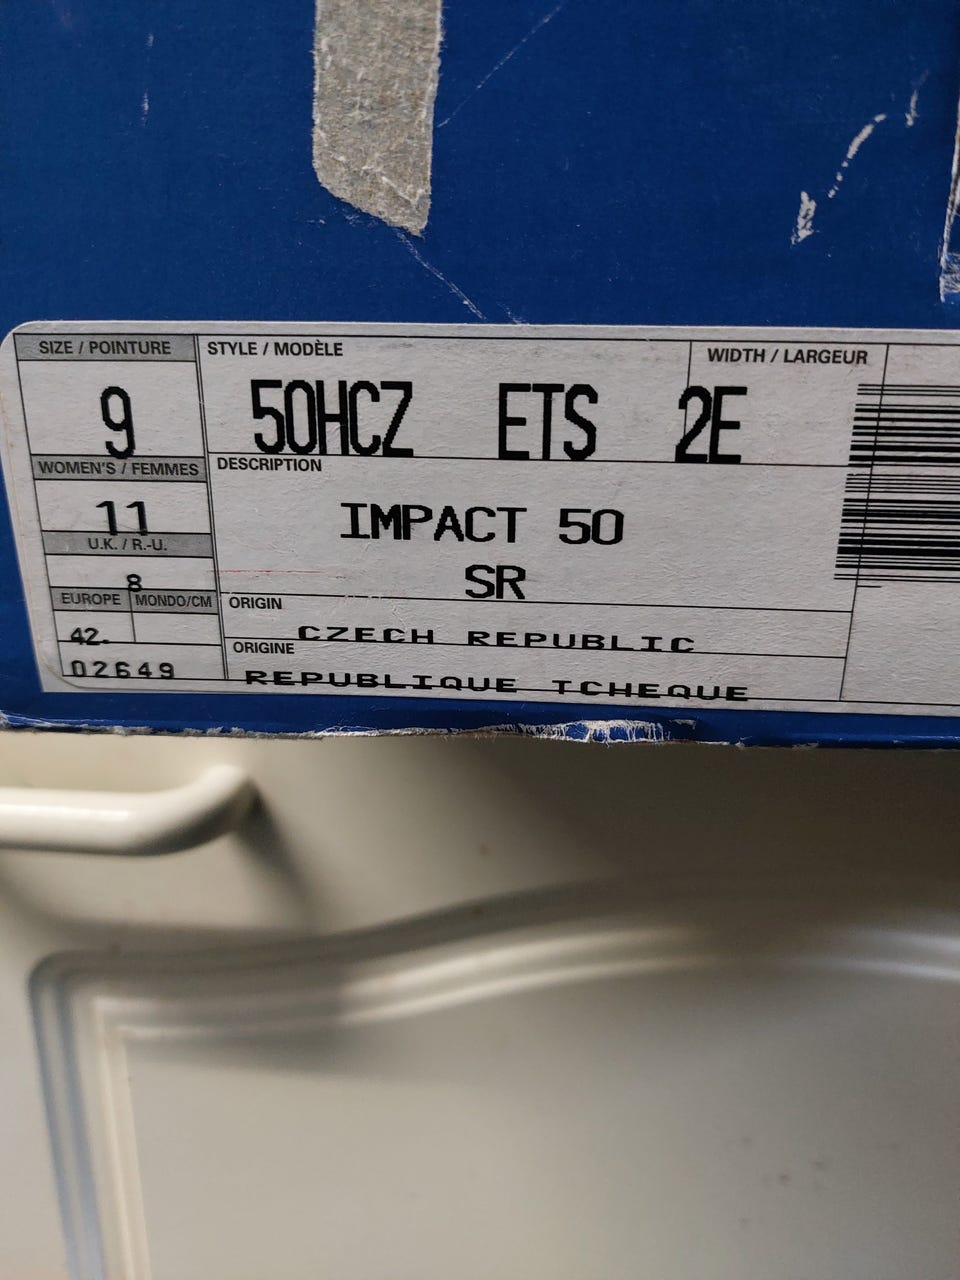 SIZE / POINTURE
9
WOMEN'S / FEMMES
11
U.K. / R.-U.
8
EUROPE MONDO/CM
42.
02649
STYLE / MODÈLE
50HCZ ETS
WIDTH / LARGEUR
2E
DESCRIPTION
IMPACT 50
SR
ORIGIN
CZECH REPUBLIC
ORIGINE
REPUBLIQUE TCHEQUE